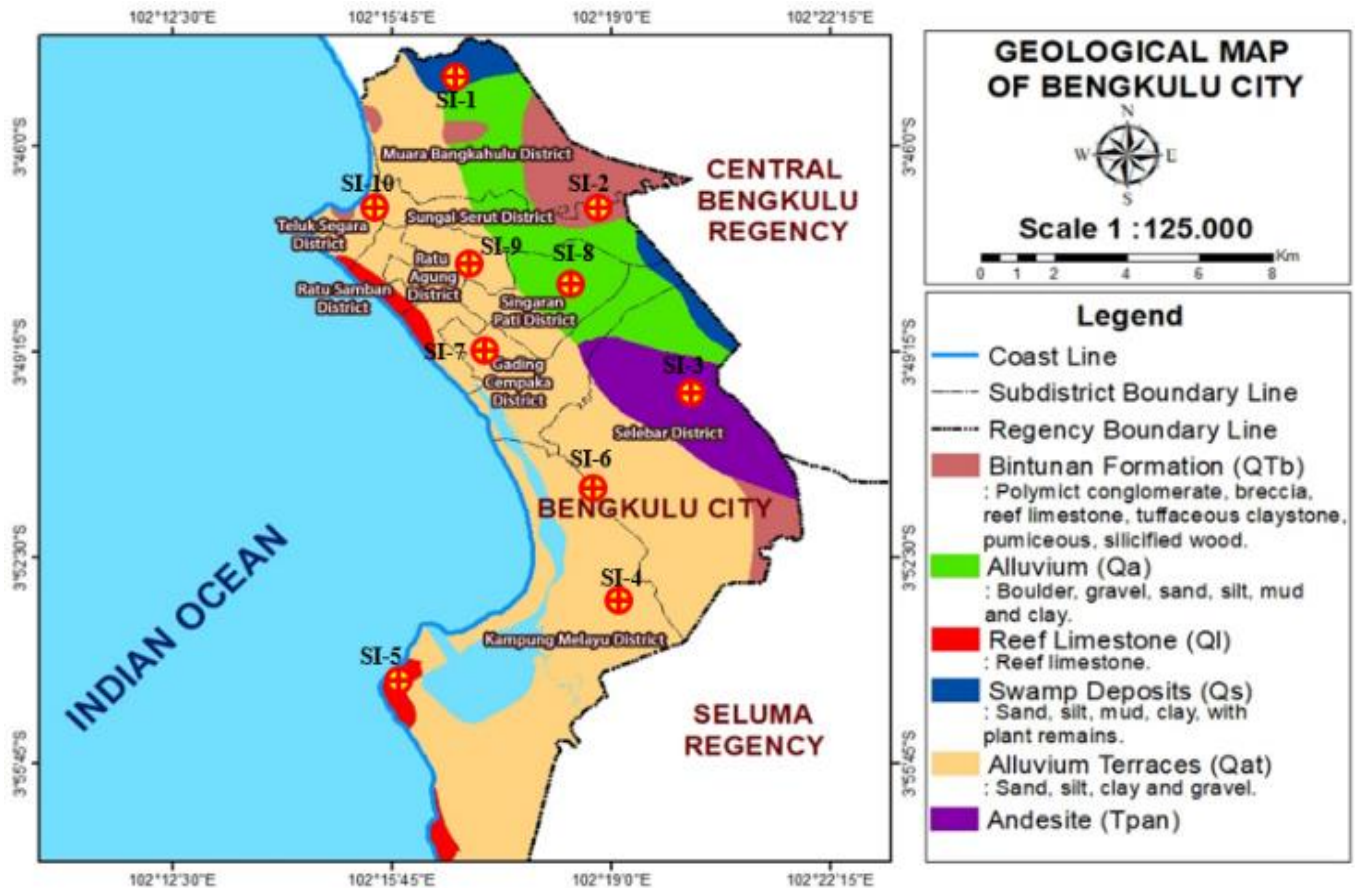 102°12'30"E 102°15'45"E 102°19'0"E 102°22'15"E
3°46'0"S
3°49'15"S
3°52'30"S
3°55'45"S
SI-1
Muara Bangkahulu District
SI-10
SI-2
Teluk Segara
District
Sungai Serut District
SI-9
SI-8
Ratu
Agung
District
Ratu Samban
District
Singaran
Pati District
SI-7
Gading
Cempaka
District
SI-3
Selebar District
SI-6
BENGKULU CITY
SI-4
Kampung Melayu District
SI-5
INDIAN OCEAN
CENTRAL
BENGKULU
REGENCY
SELUMA
REGENCY
3°46'0"S
3°49'15"S
3°52'30"S
3°55'45"S
102°12'30"E 102°15'45"E 102°19'0"E 102°22'15"E
GEOLOGICAL MAP
OF BENGKULU CITY
N
W E
S
Scale 1 :125.000
0 1 2 4 6 8 Km
Legend
Coast Line
Subdistrict Boundary Line
Regency Boundary Line
Bintunan Formation (QTb)
: Polymict conglomerate, breccia,
reef limestone, tuffaceous claystone,
pumiceous, silicified wood.
Alluvium (Qa)
: Boulder, gravel, sand, silt, mud
and clay.
Reef Limestone (Ql)
: Reef limestone.
Swamp Deposits (Qs)
: Sand, silt, mud, clay, with
plant remains.
Alluvium Terraces (Qat)
: Sand, silt, clay and gravel.
Andesite (Tpan)